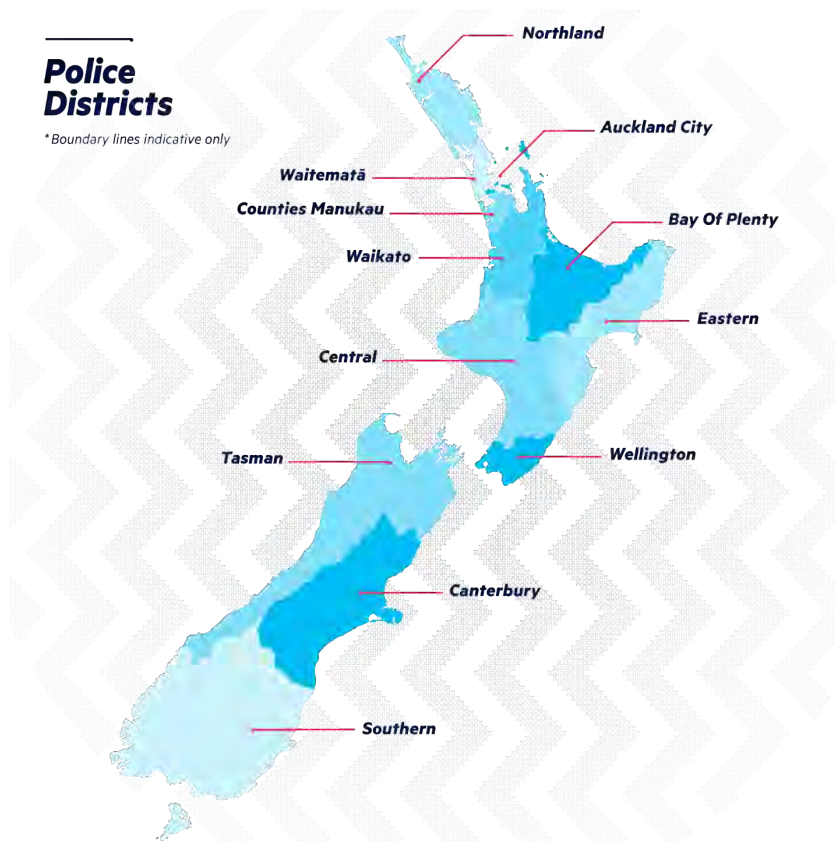 Police
Districts
*Boundary lines indicative only
Northland
Auckland City
Waitematā
Counties Manukau
Bay Of Plenty
Waikato
Eastern
Central
Tasman
Wellington
Canterbury
Southern